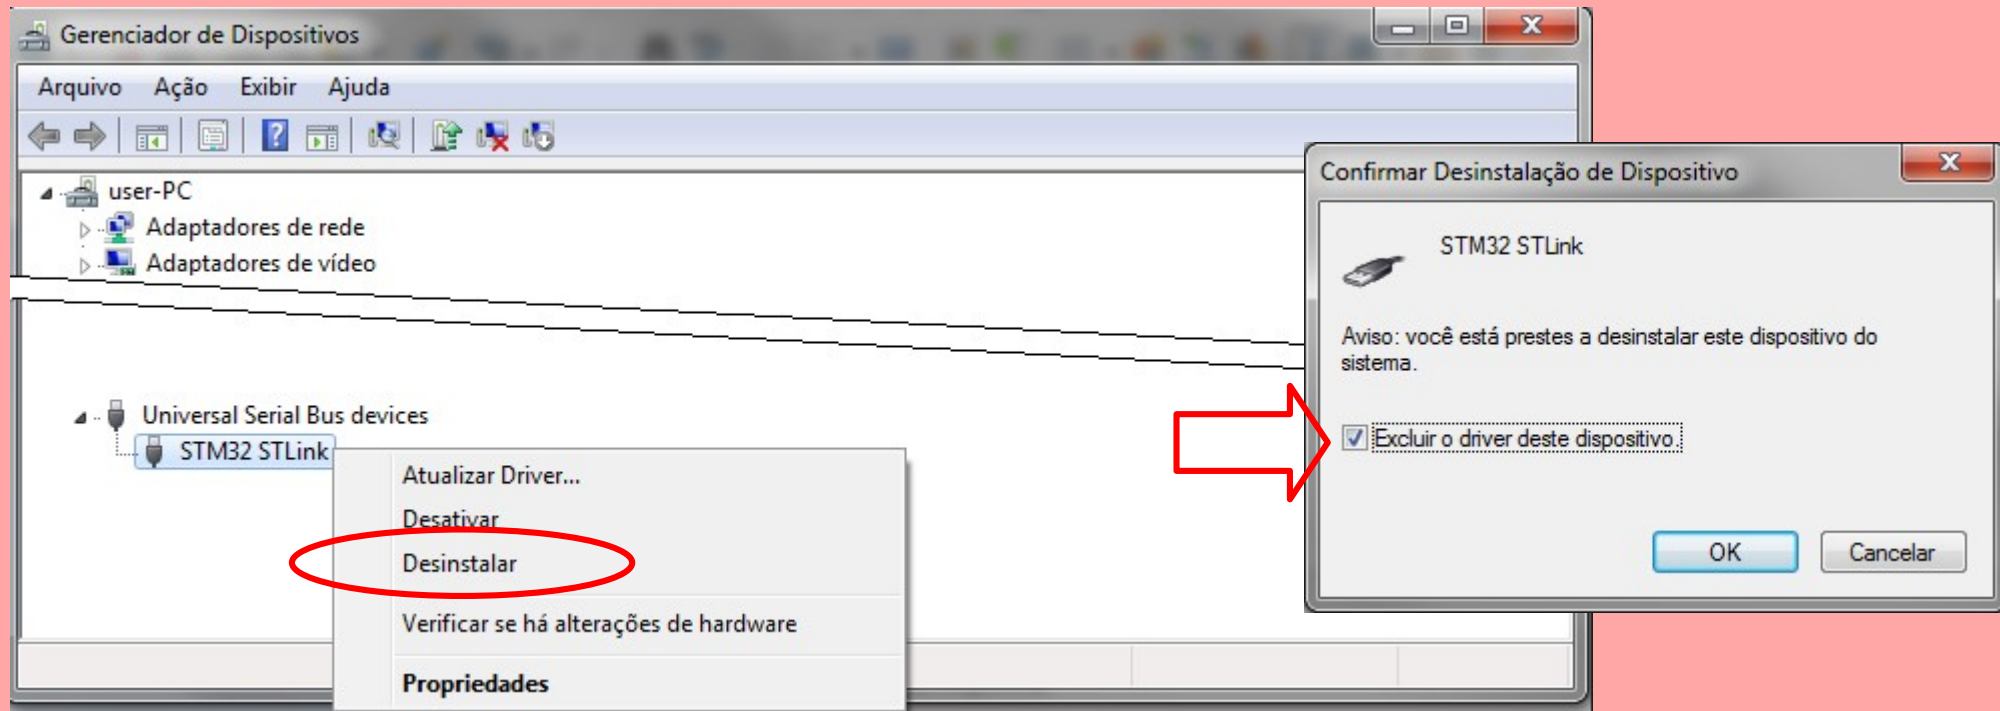 Gerenciador de Dispositivos
Arquivo Ação Exibir Ajuda
user-PC
Adaptadores de rede
Adaptadores de vídeo
Universal Serial Bus devices
STM32 STLink
Atualizar Driver...
Desativar
Desinstalar
Verificar se há alterações de hardware
Propriedades
Confirmar Desinstalação de Dispositivo
STM32 STLink
Aviso: você está prestes a desinstalar este dispositivo do
sistema.
Excluir o driver deste dispositivo.
OK Cancelar